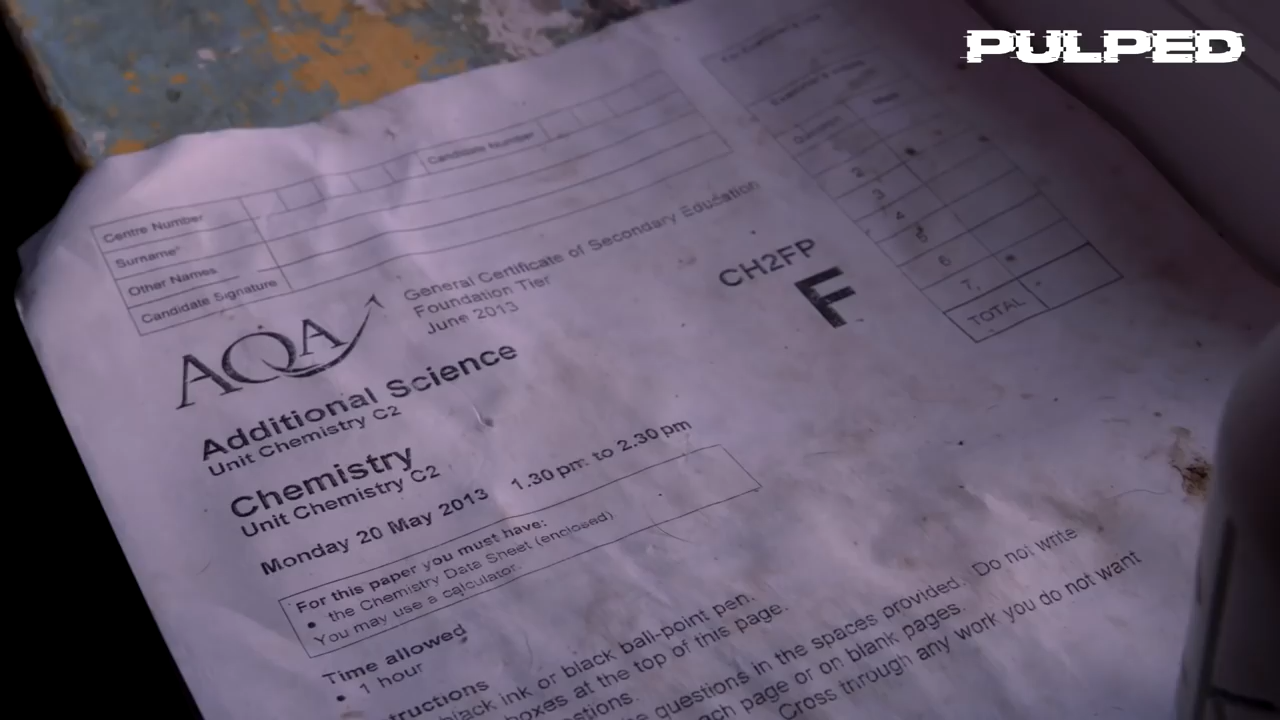 PULPED
Candidate Number
Centre Number
Surname
Other Names
Candidate Signature
Question
Mark
2
3
4
5
6
7
TOTAL
General Certificate of Secondary Education
Foundation Tier
June 2013
CH2FP
F
AQA
Additional Science
Unit Chemistry C2
Chemistry
Unit Chemistry C2
Monday 20 May 2013 1.30 pm to 2.30 pm
For this paper you must have:
• the Chemistry Data Sheet (enclosed)
You may use a calculator.
Time allowed
• 1 hour
ructions
black ink or black ball-point pen.
boxes at the top of this page.
stions.
questions in the spaces provided. Do not write
ach page or on blank pages.
Cross through any work you do not want